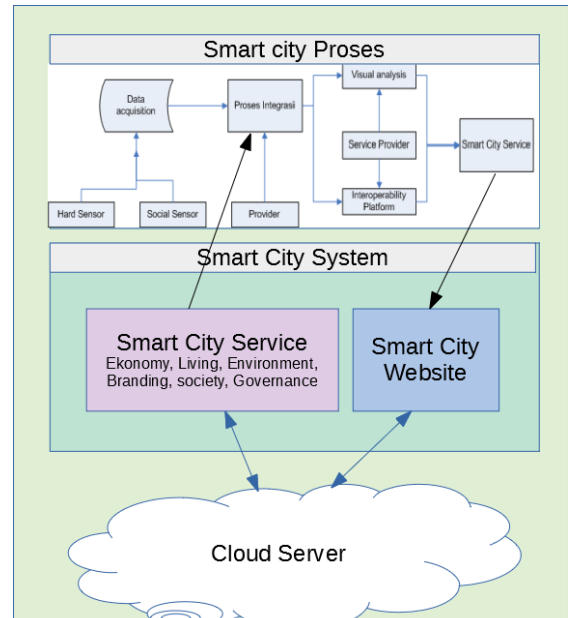 Smart city Proses
Visual analysis
Data
acquisition
Proses Integrasii
Service Provider
Smart City Service
Interoperability
Platform
Hard Sensor
Social Sensor
Provider
Smart City System
Smart City Service
Ekonomy, Living, Environment,
Branding, society, Governance
Smart City
Website
Cloud Server